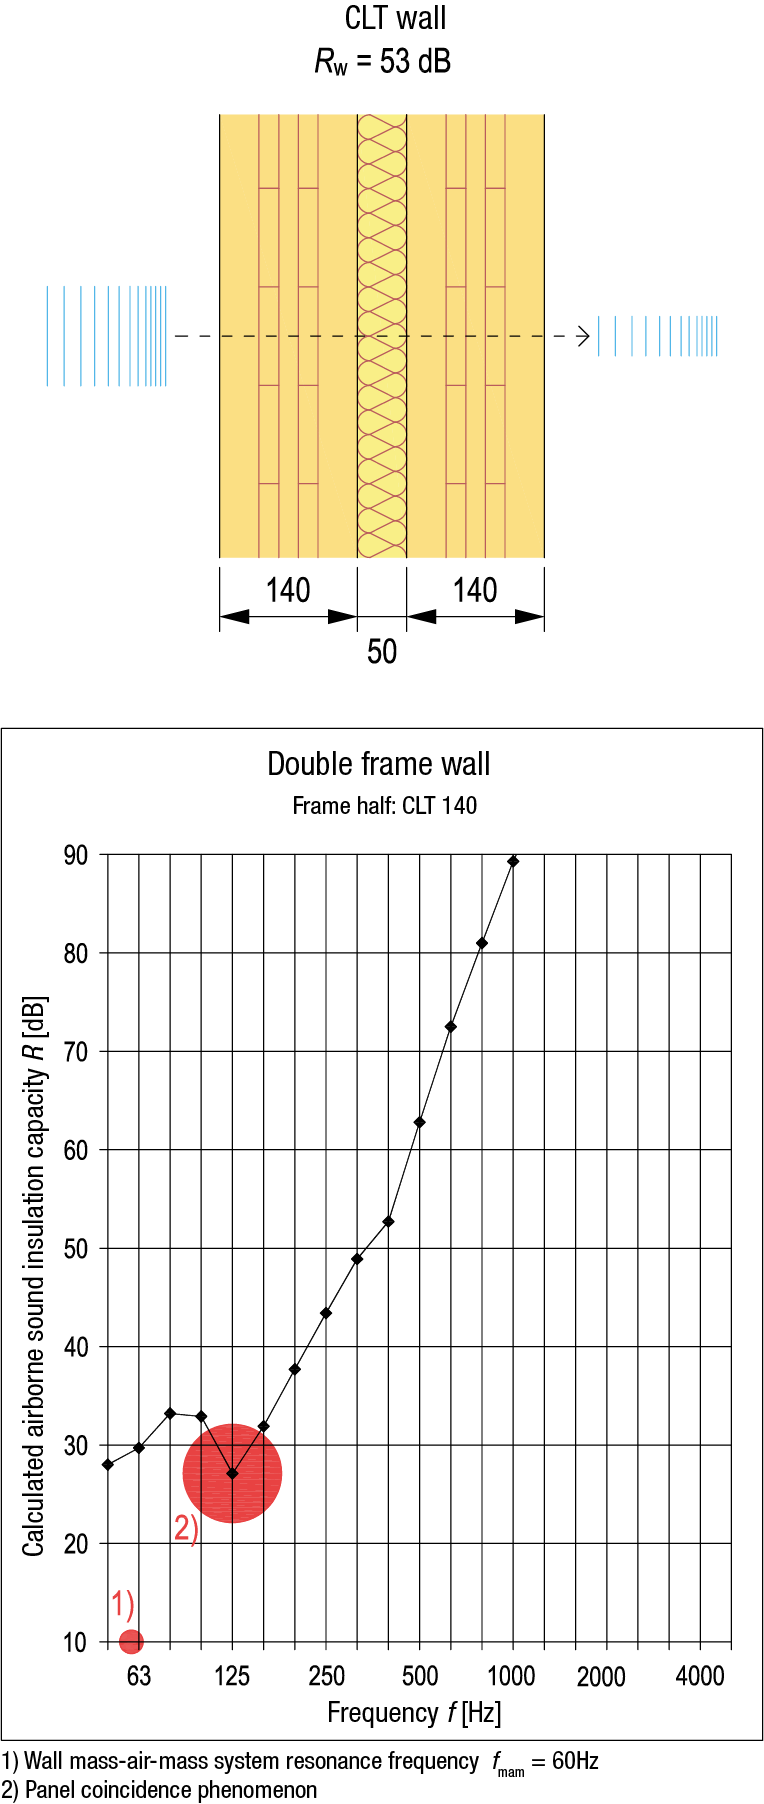 CLT wall
Rw = 53 dB
140
140
50
Double frame wall
Frame half: CLT 140
90
80
70
60
50
40
30
20
10
Calculated airborne sound insulation capacity R [dB]
2)
1)
63
125
250
500
1000
2000
4000
Frequency f [Hz]
1) Wall mass-air-mass system resonance frequency fmam = 60Hz
2) Panel coincidence phenomenon